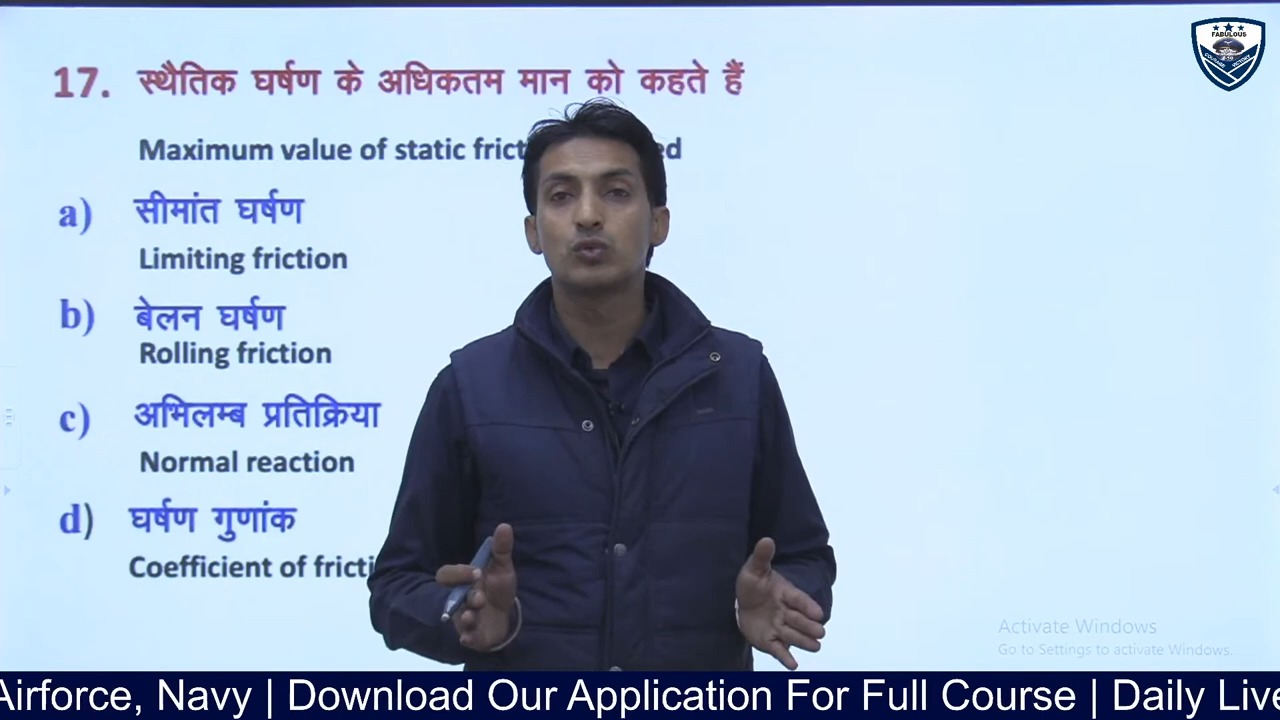 FABULOUS
17. स्थैतिक घर्षण के अधिकतम मान को कहते हैं
Maximum value of static
a) सीमांत घर्षण
Limiting friction
b) बेलन घर्षण
Rolling friction
c) अभिलम्ब प्रतिक्रिया
Normal reaction
d) घर्षण गुणांक
Coefficient of
Activate Windows
Go to Settings to activate Windows.
Airforce, Navy | Download Our Application For Full Course | Daily Live